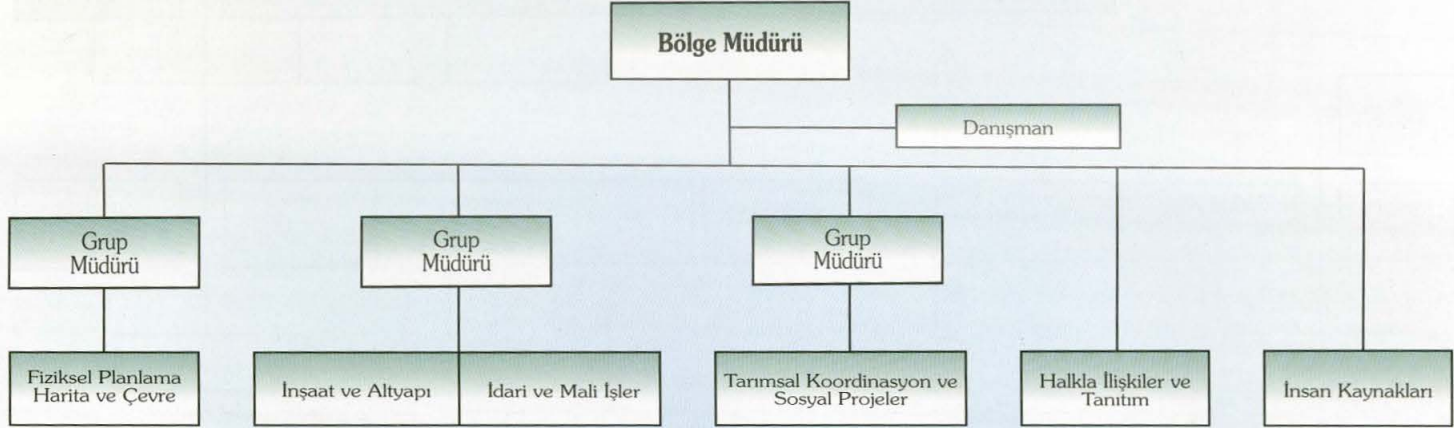 Bölge Müdürü
Danışman
Grup
Müdürü
Grup
Müdürü
Grup
Müdürü
Fiziksel Planlama
Harita ve Çevre
İnşaat ve Altyapı
İdari ve Mali İşler
Tarımsal Koordinasyon ve
Sosyal Projeler
Halkla İlişkiler ve
Tanıtım
İnsan Kaynakları